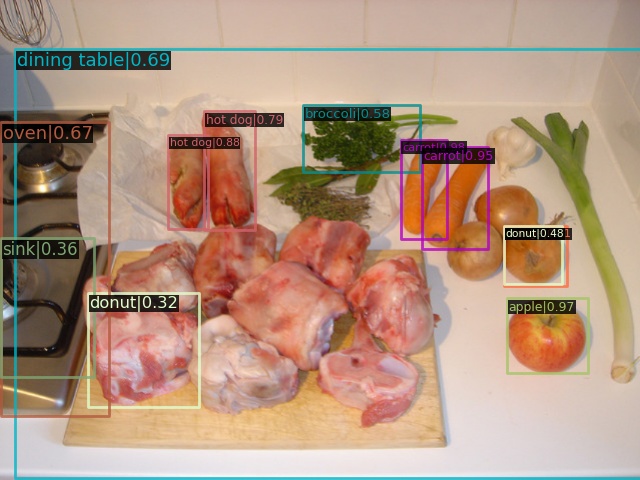 dining table|0.69
hot dog|0.79
broccoli|0.58
oven|0.67
hot dog|0.88
carrot|0.98
carrot|0.95
donut|0.48
sink|0.36
donut|0.32
apple|0.97